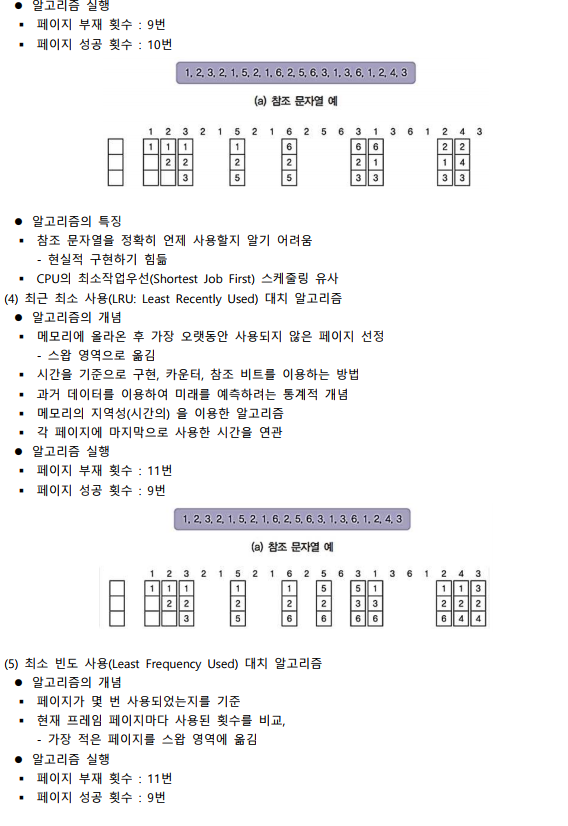 ● 알고리즘 실행
▪ 페이지 부재 횟수 : 9번
▪ 페이지 성공 횟수 : 10번
1, 2, 3, 2, 1, 5, 2, 1, 6, 2, 5, 6, 3, 1, 3, 6, 1, 2, 4, 3
(a) 참조 문자열 예
1 2 3 2 1 5 2 1 6 2 5 6 3 1 3 6 1 2 4 3
1 1 1 1 6 6 6 2 2
2 2 2 2 2 1 1 4
3 5 5 3 3 3 3
● 알고리즘의 특징
▪ 참조 문자열을 정확히 언제 사용할지 알기 어려움
- 현실적 구현하기 힘듦
▪ CPU의 최소작업우선(Shortest Job First) 스케줄링 유사
(4) 최근 최소 사용(LRU: Least Recently Used) 대치 알고리즘
● 알고리즘의 개념
▪ 메모리에 올라온 후 가장 오랫동안 사용되지 않은 페이지 선정
- 스왑 영역으로 옮김
▪ 시간을 기준으로 구현, 카운터, 참조 비트를 이용하는 방법
▪ 과거 데이터를 이용하여 미래를 예측하려는 통계적 개념
▪ 메모리의 지역성(시간의) 을 이용한 알고리즘
▪ 각 페이지에 마지막으로 사용한 시간을 연관
● 알고리즘 실행
▪ 페이지 부재 횟수 : 11번
▪ 페이지 성공 횟수 : 9번
1, 2, 3, 2, 1, 5, 2, 1, 6, 2, 5, 6, 3, 1, 3, 6, 1, 2, 4, 3
(a) 참조 문자열 예
1 2 3 2 1 5 2 1 6 2 5 6 3 1 3 6 1 2 4 3
1 1 1 1 1 5 5 1 1 1 3
2 2 2 2 2 3 3 2 2 2
3 5 6 6 6 6 6 4 4
(5) 최소 빈도 사용(Least Frequency Used) 대치 알고리즘
● 알고리즘의 개념
▪ 페이지가 몇 번 사용되었는지를 기준
▪ 현재 프레임 페이지마다 사용된 횟수를 비교,
- 가장 적은 페이지를 스왑 영역에 옮김
● 알고리즘 실행
▪ 페이지 부재 횟수 : 11번
▪ 페이지 성공 횟수 : 9번